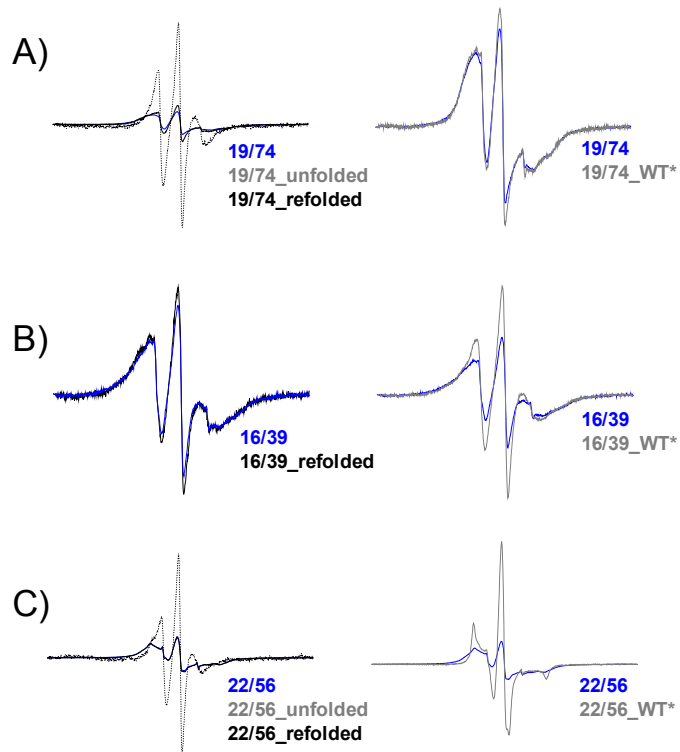 A)
19/74
19/74_unfolded
19/74_refolded
19/74
19/74_WT*
B)
16/39
16/39_refolded
16/39
16/39_WT*
C)
22/56
22/56_unfolded
22/56_refolded
22/56
22/56_WT*